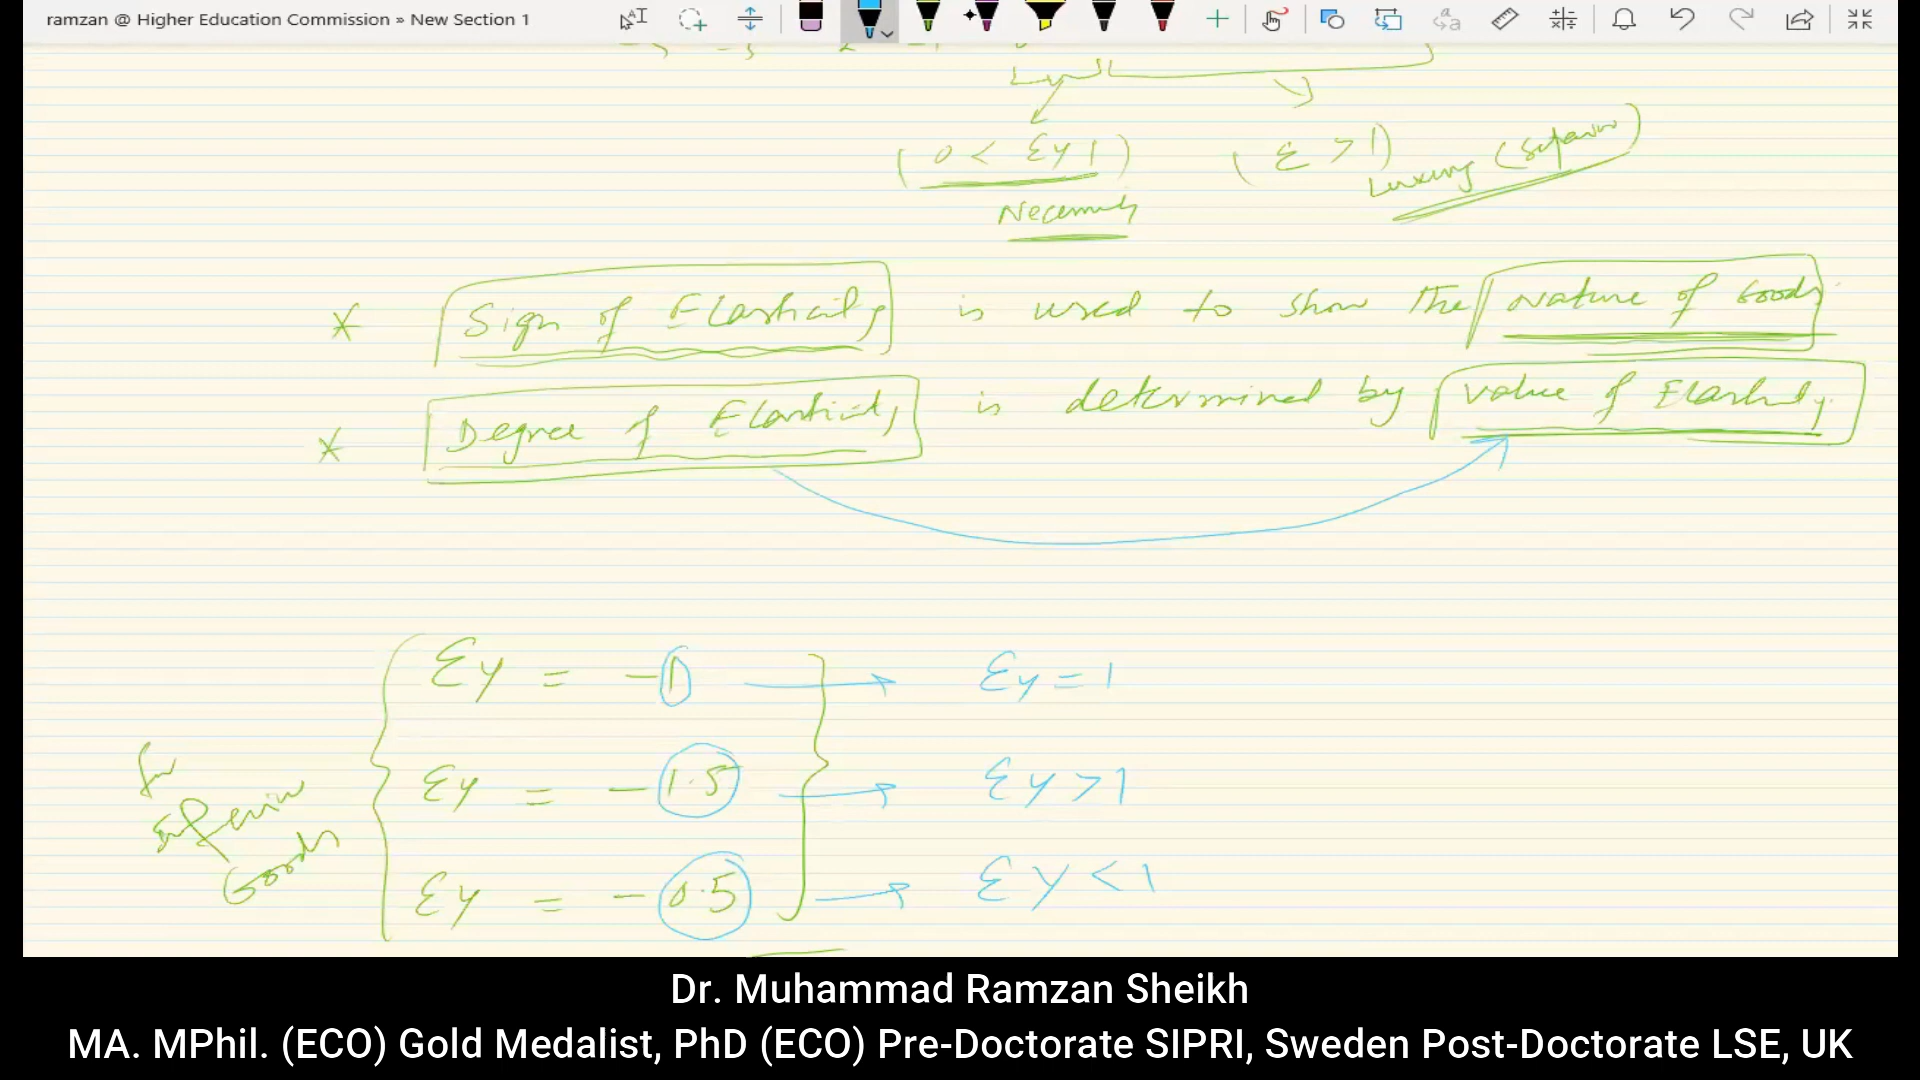 ramzan @ Higher Education Commission » New Section 1
(0 < Ey 1) (E > 1)
Luxury (Superior)
Necessity
* Sign of Elasticity is used to show the Nature of Goods.
* Degree of Elasticity is determined by value of Elasticity.
Ey = -1 → Ey = 1
Ey = -1.5 → Ey > 1
for Inferior Goods
Ey = -0.5 → Ey < 1
Dr. Muhammad Ramzan Sheikh
MA. MPhil. (ECO) Gold Medalist, PhD (ECO) Pre-Doctorate SIPRI, Sweden Post-Doctorate LSE, UK